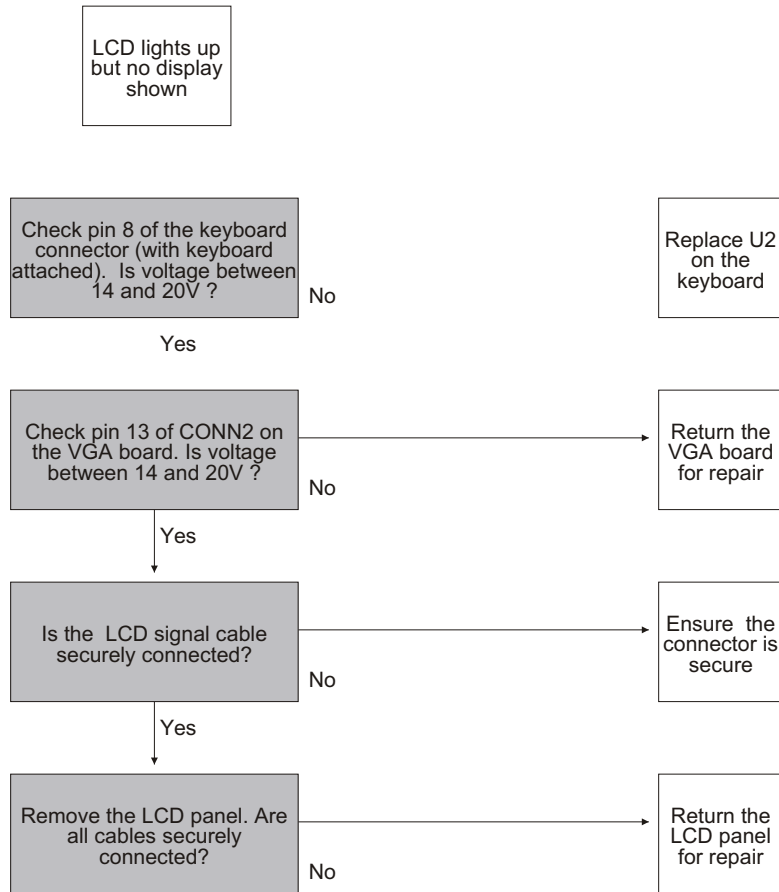 LCD lights up
but no display
shown
Check pin 8 of the keyboard
connector (with keyboard
attached). Is voltage between
14 and 20V ?
No
Replace U2
on the
keyboard
Yes
Check pin 13 of CONN2 on
the VGA board. Is voltage
between 14 and 20V ?
No
Return the
VGA board
for repair
Yes
Is the LCD signal cable
securely connected?
No
Ensure the
connector is
secure
Yes
Remove the LCD panel. Are
all cables securely
connected?
No
Return the
LCD panel
for repair